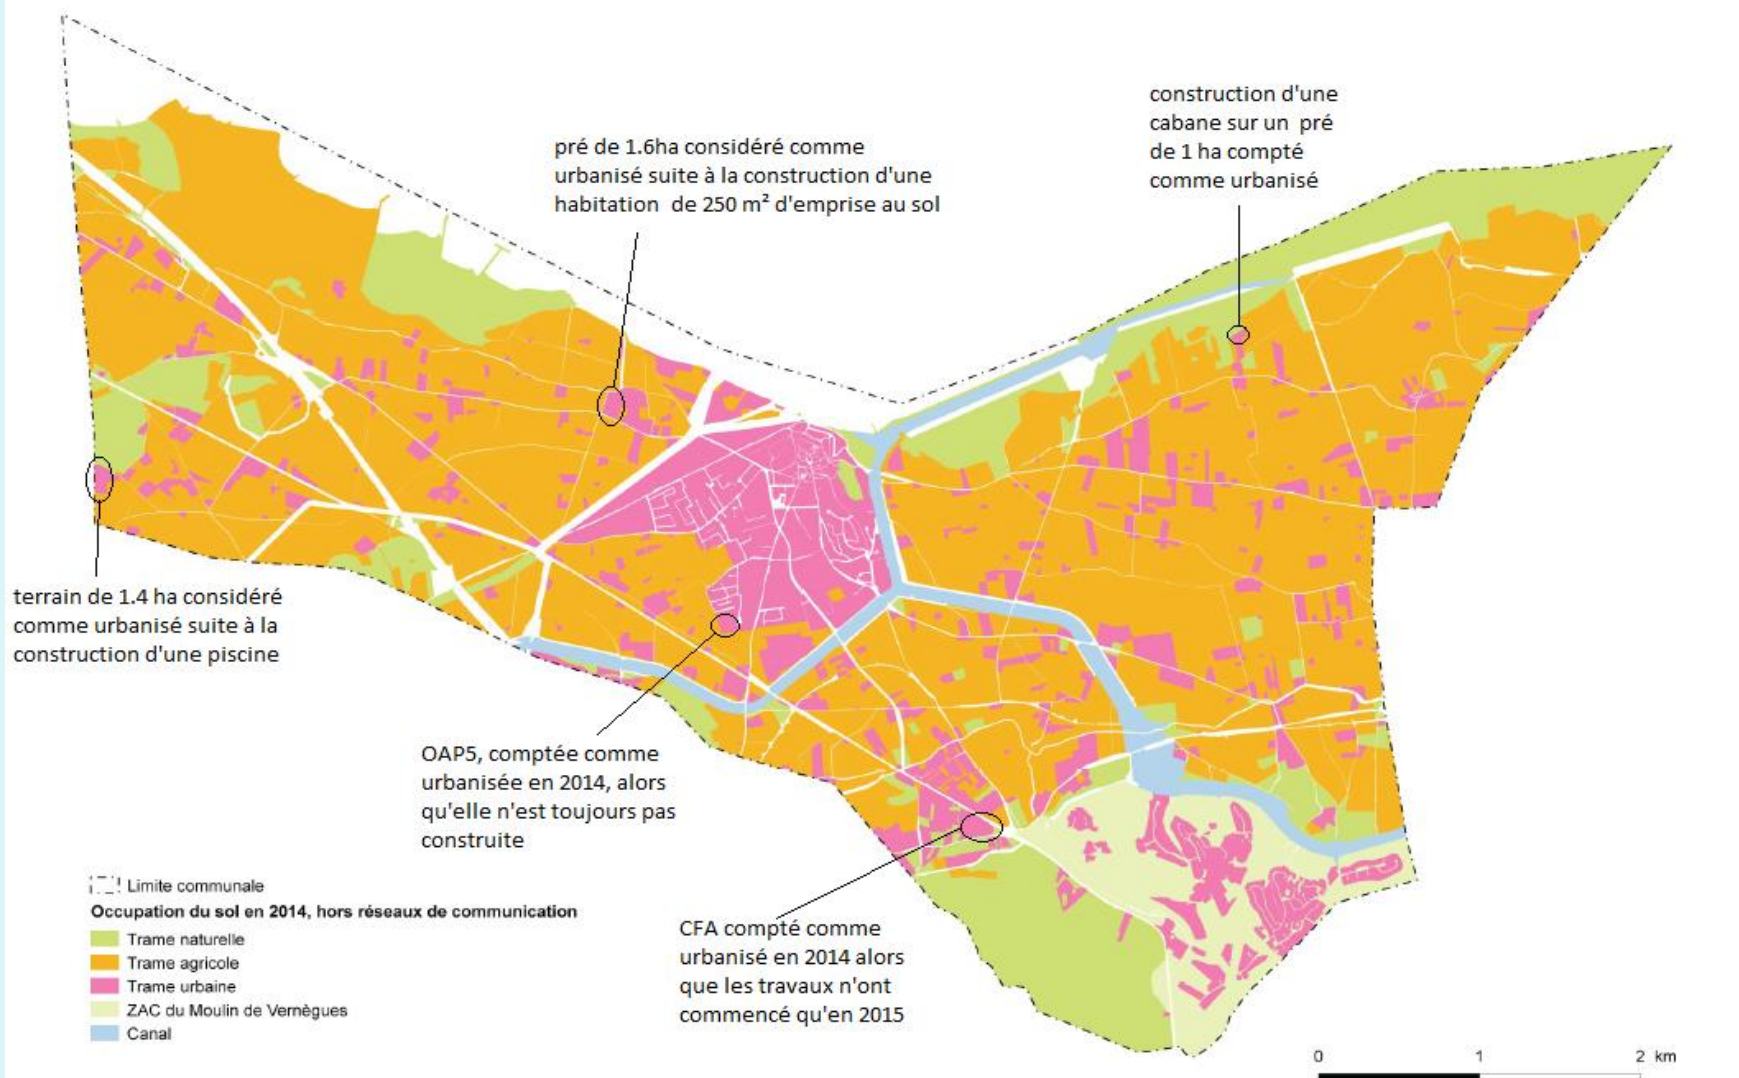 construction d'une
cabane sur un pré
de 1 ha compté
comme urbanisé
pré de 1.6ha considéré comme
urbanisé suite à la construction d'une
habitation de 250 m² d'emprise au sol
terrain de 1.4 ha considéré
comme urbanisé suite à la
construction d'une piscine
OAP5, comptée comme
urbanisée en 2014, alors
qu'elle n'est toujours pas
construite
CFA compté comme
urbanisé en 2014 alors
que les travaux n'ont
commencé qu'en 2015
Limite communale
Occupation du sol en 2014, hors réseaux de communication
Trame naturelle
Trame agricole
Trame urbaine
ZAC du Moulin de Vernègues
Canal
0 1 2 km